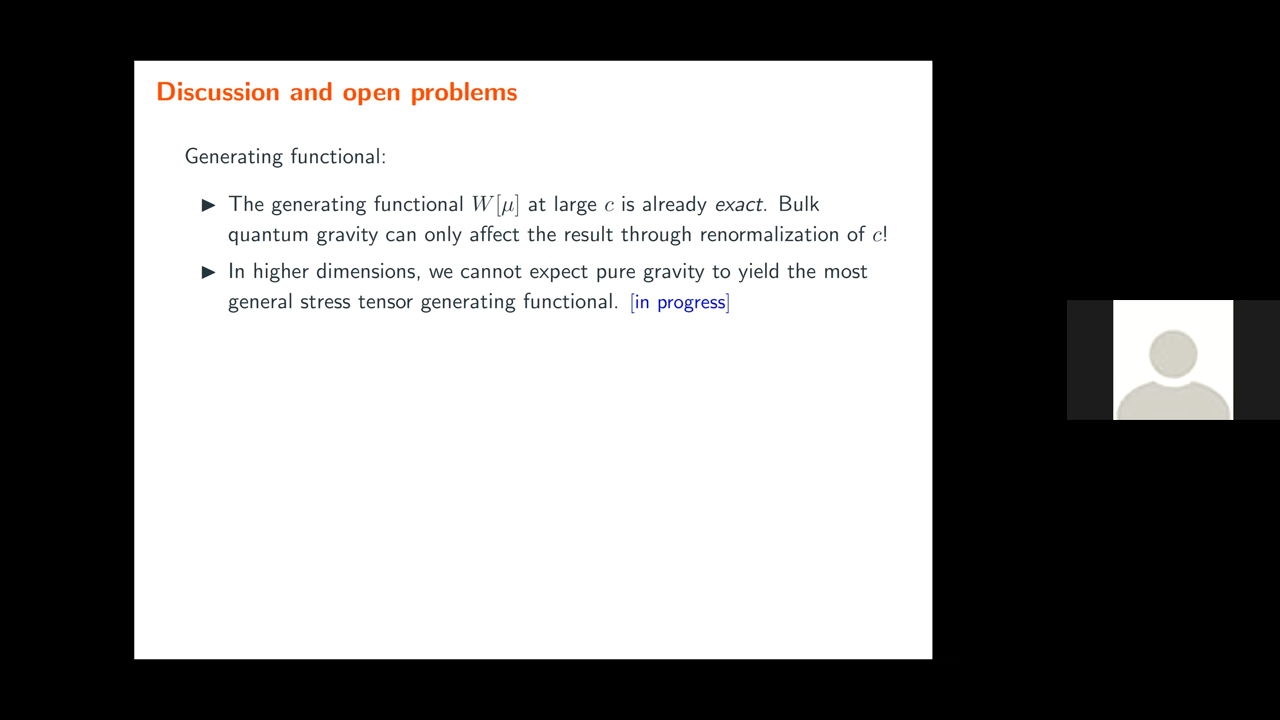 Discussion and open problems
Generating functional:
▶ The generating functional W[μ] at large c is already exact. Bulk
quantum gravity can only affect the result through renormalization of c!
▶ In higher dimensions, we cannot expect pure gravity to yield the most
general stress tensor generating functional. [in progress]